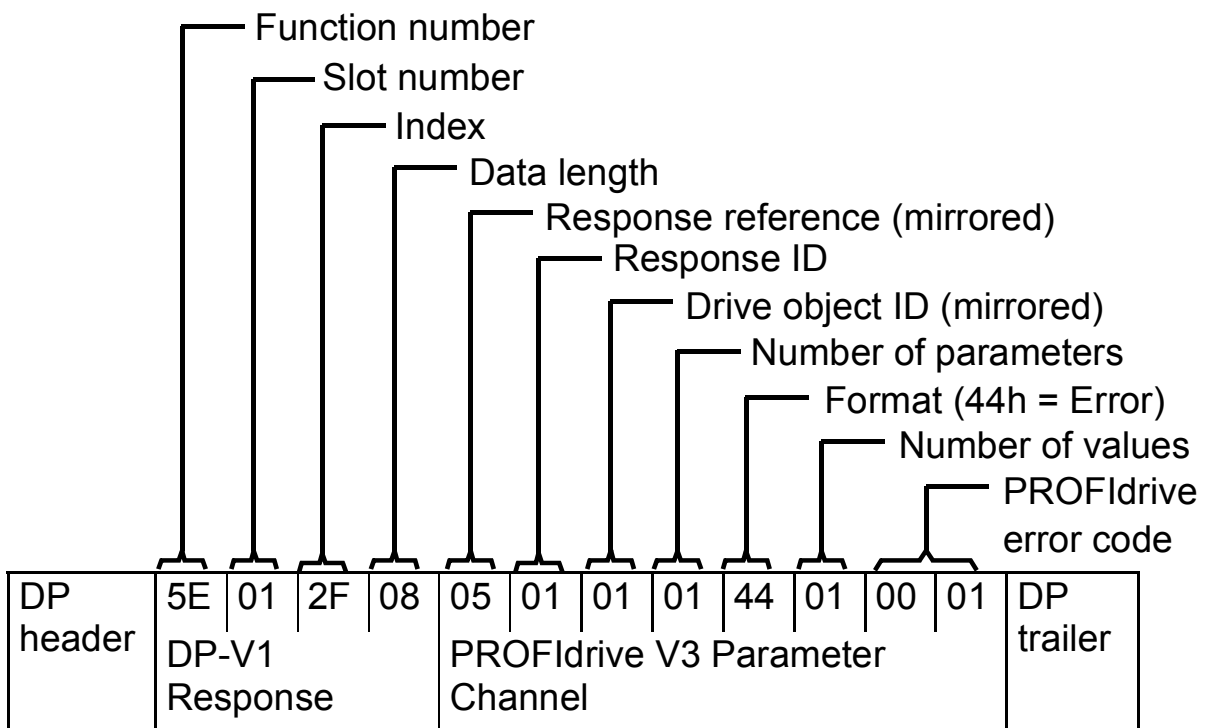 Function number
Slot number
Index
Data length
Response reference (mirrored)
Response ID
Drive object ID (mirrored)
Number of parameters
Format (44h = Error)
Number of values
PROFIdrive
error code
DP
header
5E 01 2F 08 05 01 01 01 44 01 00 01
DP-V1
Response
PROFIdrive V3 Parameter
Channel
DP
trailer